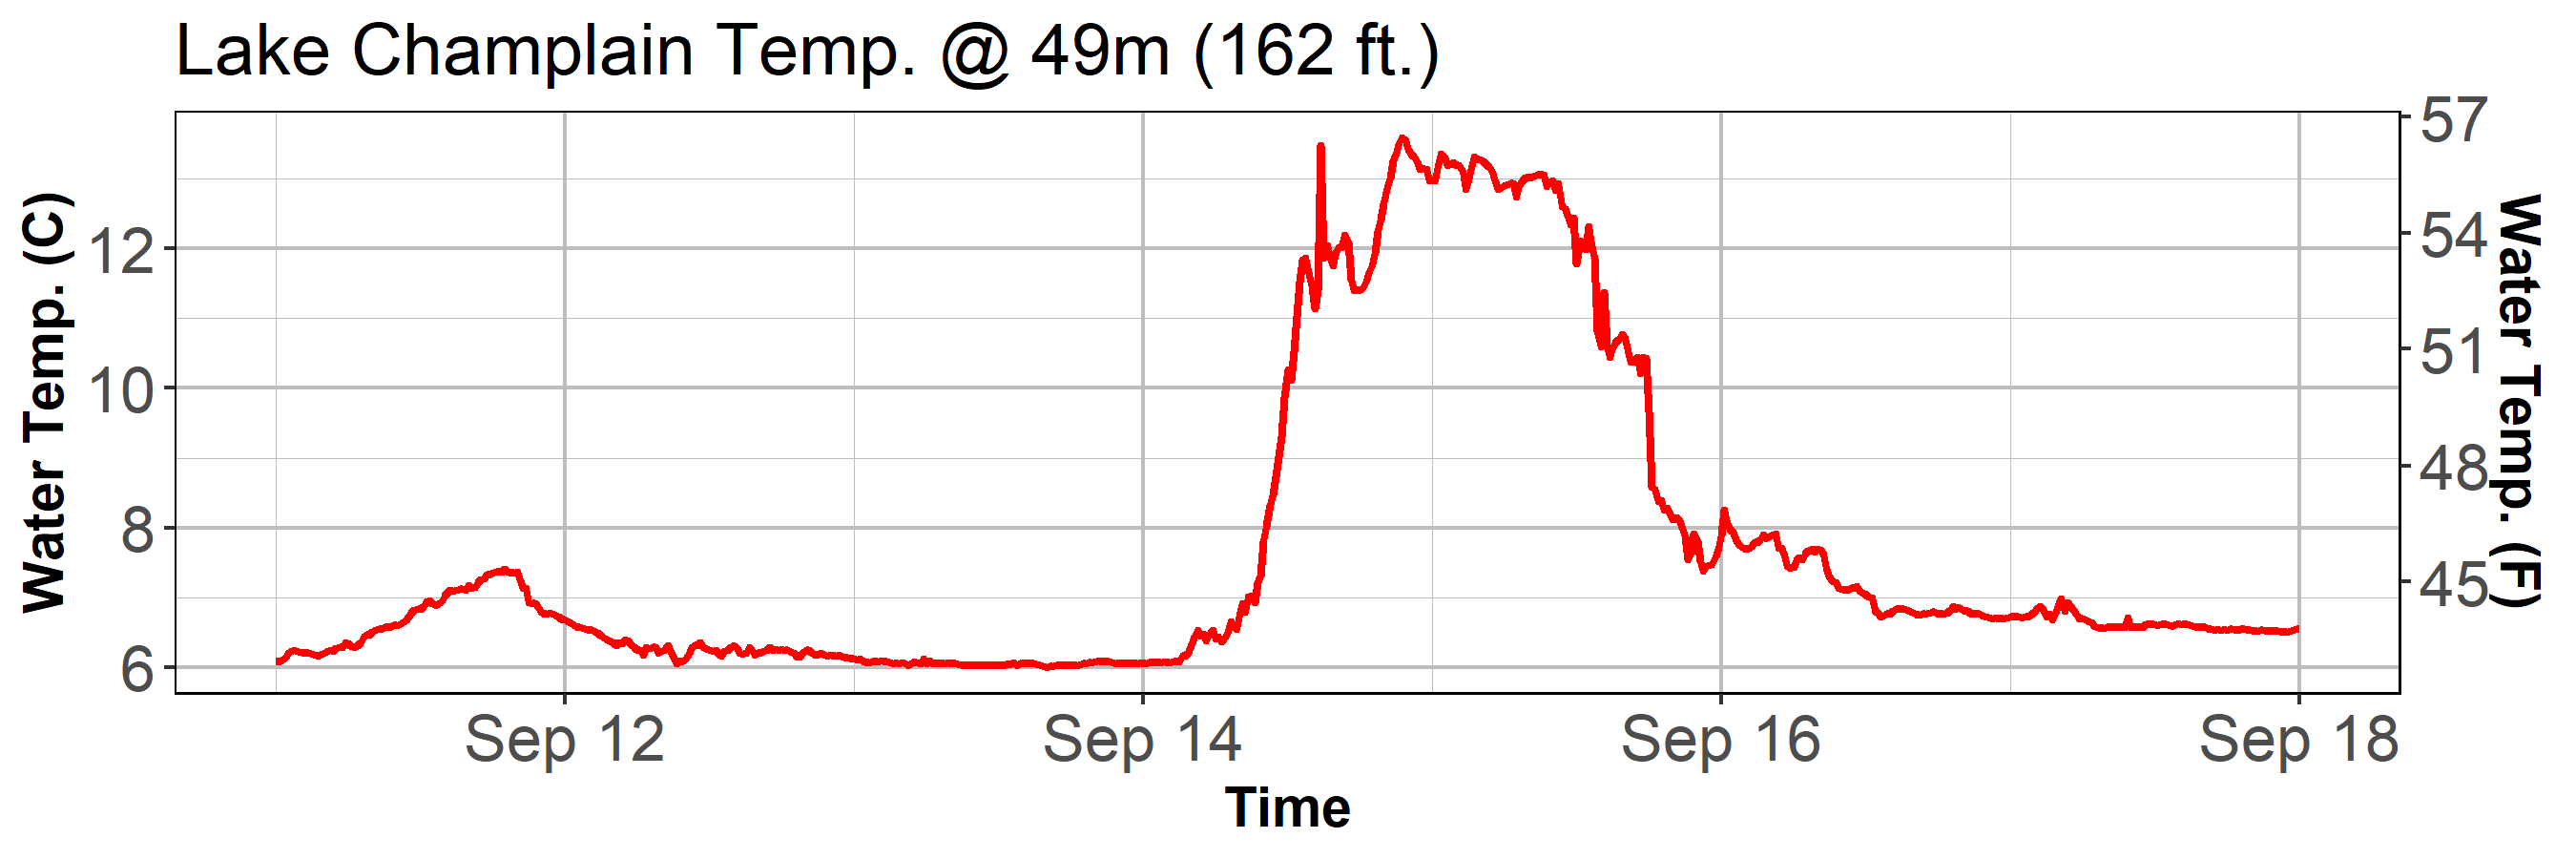 Lake Champlain Temp. @ 49m (162 ft.)
Water Temp. (C)
12
10
8
6
57
54
51
48
45
Water Temp. (F)
Sep 12
Sep 14
Sep 16
Sep 18
Time